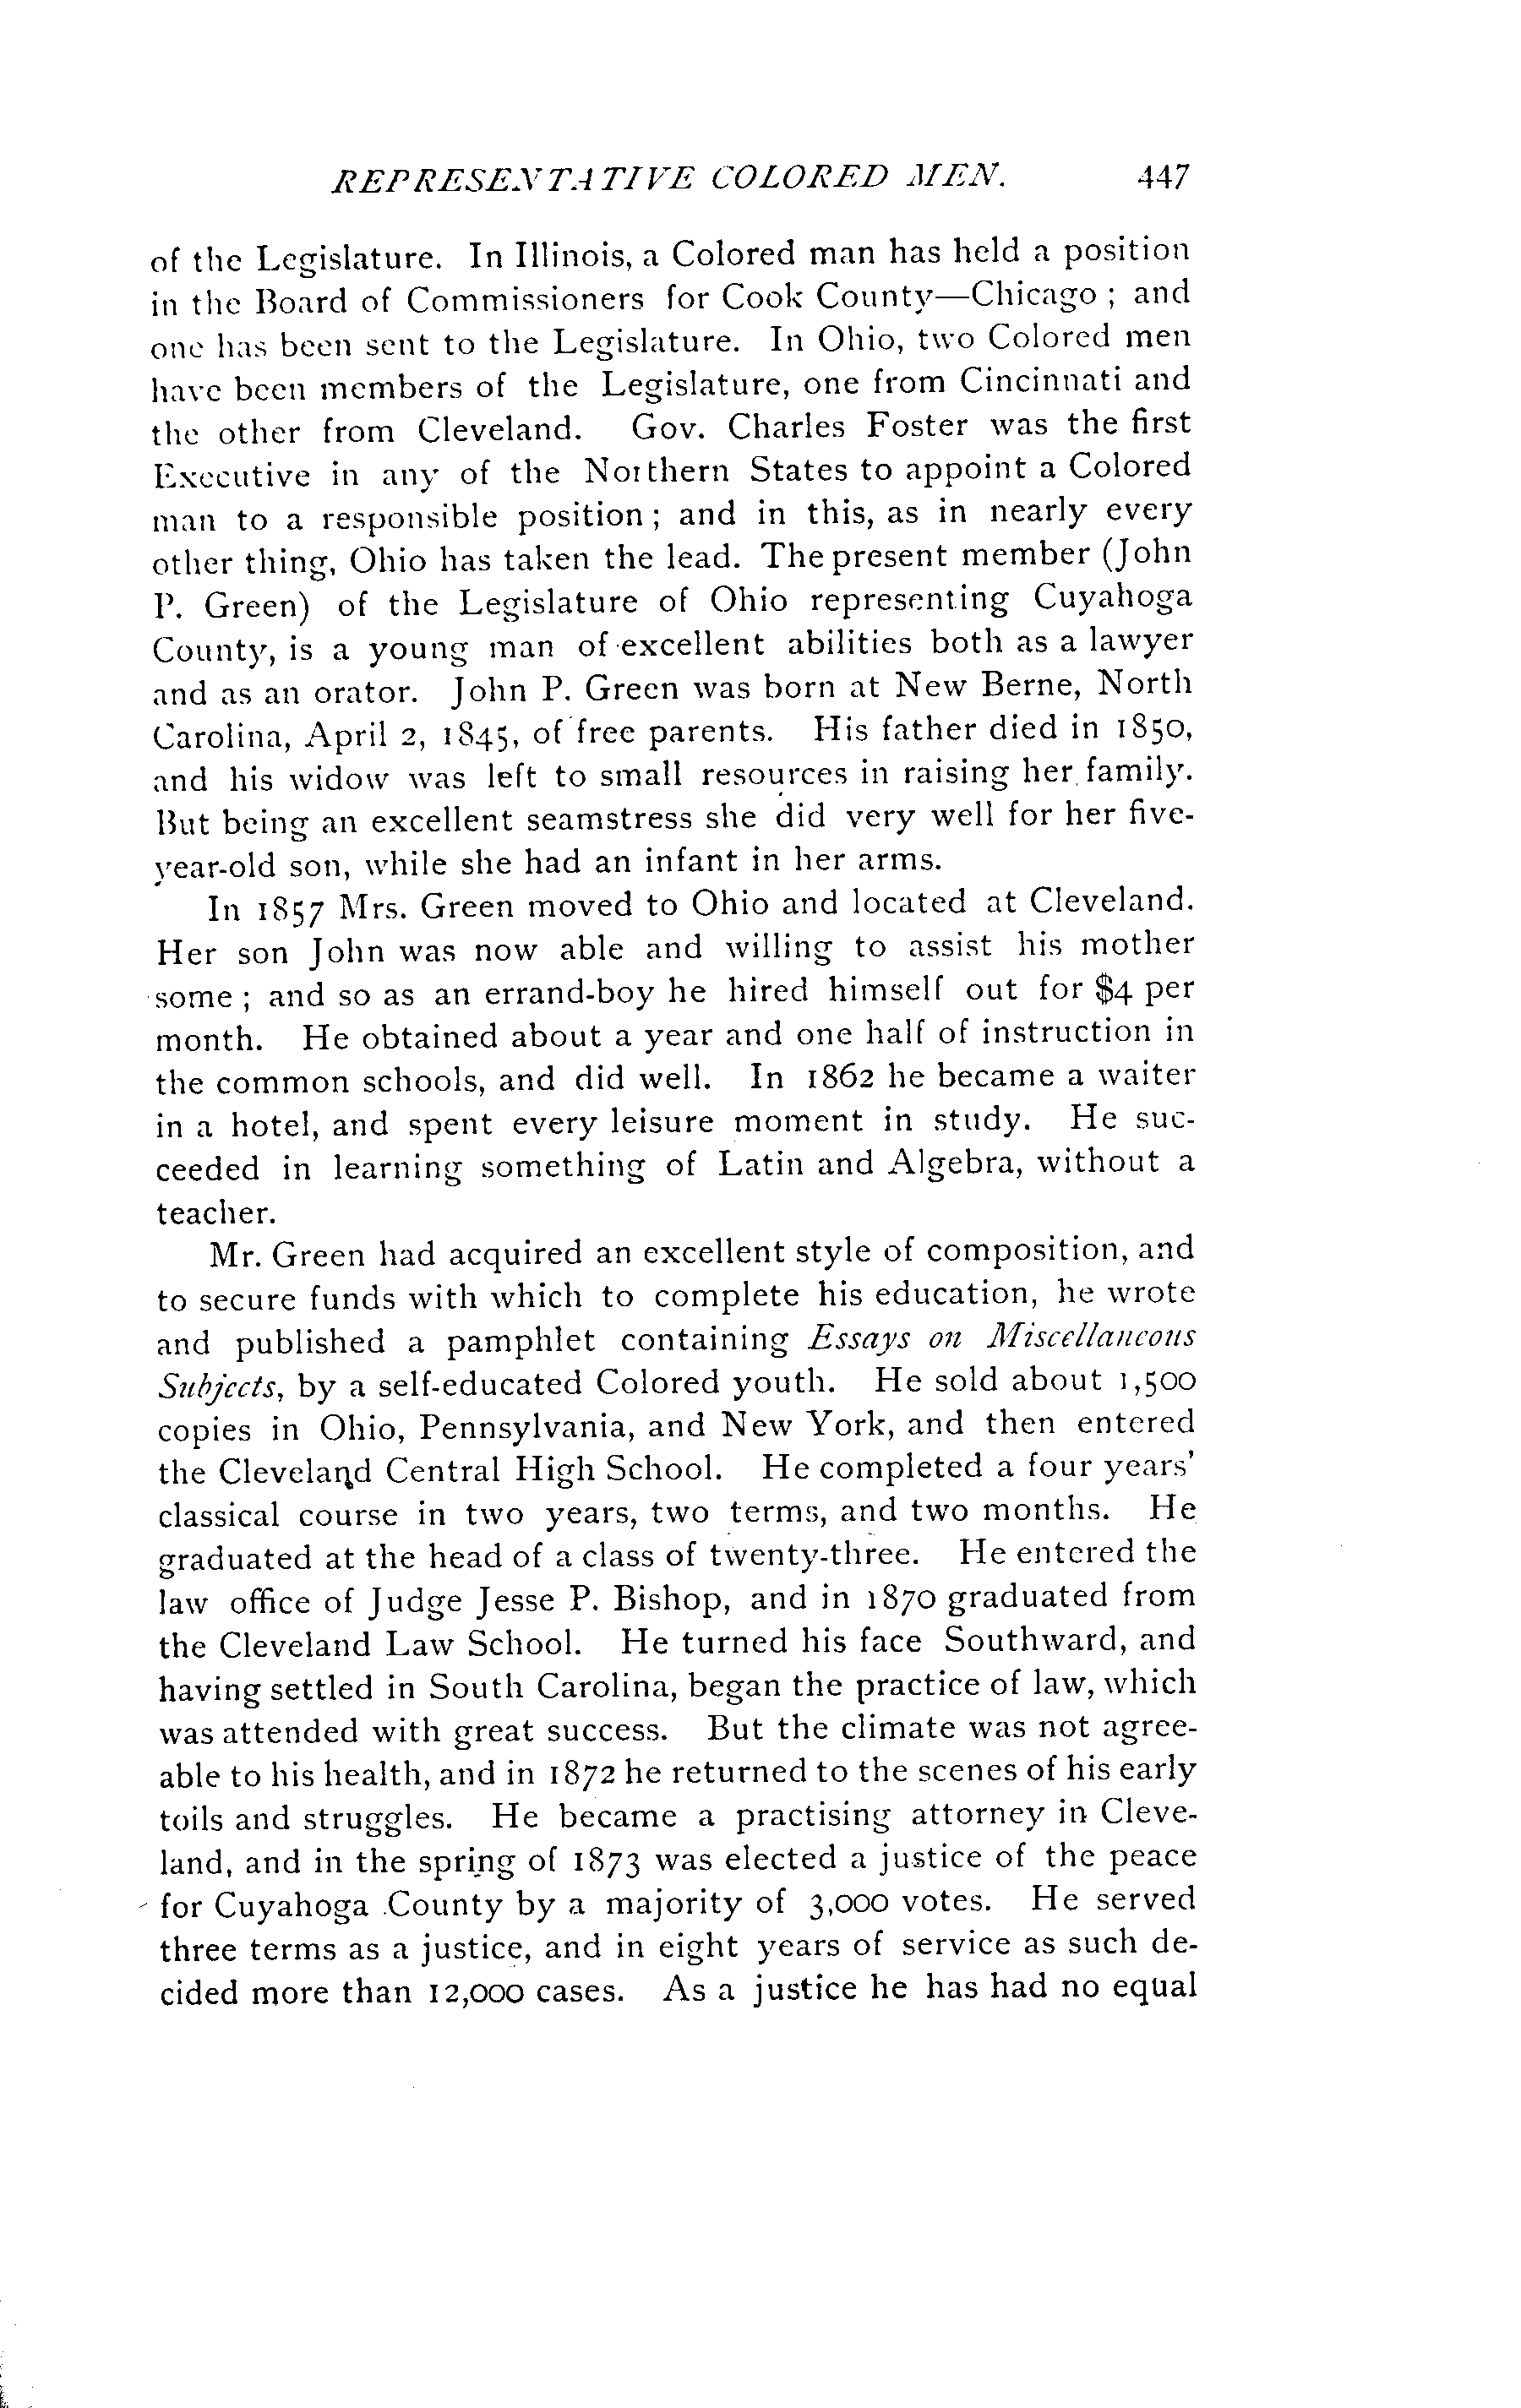 REPRESENTATIVE COLORED MEN. 447
of the Legislature. In Illinois, a Colored man has held a position
in the Board of Commissioners for Cook County—Chicago ; and
one has been sent to the Legislature. In Ohio, two Colored men
have been members of the Legislature, one from Cincinnati and
the other from Cleveland. Gov. Charles Foster was the first
Executive in any of the Northern States to appoint a Colored
man to a responsible position ; and in this, as in nearly every
other thing, Ohio has taken the lead. The present member (John
P. Green) of the Legislature of Ohio representing Cuyahoga
County, is a young man of excellent abilities both as a lawyer
and as an orator. John P. Green was born at New Berne, North
Carolina, April 2, 1845, of free parents. His father died in 1850,
and his widow was left to small resources in raising her family.
But being an excellent seamstress she did very well for her five-
year-old son, while she had an infant in her arms.
In 1857 Mrs. Green moved to Ohio and located at Cleveland.
Her son John was now able and willing to assist his mother
some ; and so as an errand-boy he hired himself out for $4 per
month. He obtained about a year and one half of instruction in
the common schools, and did well. In 1862 he became a waiter
in a hotel, and spent every leisure moment in study. He suc-
ceeded in learning something of Latin and Algebra, without a
teacher.
Mr. Green had acquired an excellent style of composition, and
to secure funds with which to complete his education, he wrote
and published a pamphlet containing Essays on Miscellaneous
Subjects, by a self-educated Colored youth. He sold about 1,500
copies in Ohio, Pennsylvania, and New York, and then entered
the Cleveland Central High School. He completed a four years'
classical course in two years, two terms, and two months. He
graduated at the head of a class of twenty-three. He entered the
law office of Judge Jesse P. Bishop, and in 1870 graduated from
the Cleveland Law School. He turned his face Southward, and
having settled in South Carolina, began the practice of law, which
was attended with great success. But the climate was not agree-
able to his health, and in 1872 he returned to the scenes of his early
toils and struggles. He became a practising attorney in Cleve-
land, and in the spring of 1873 was elected a justice of the peace
for Cuyahoga County by a majority of 3,000 votes. He served
three terms as a justice, and in eight years of service as such de-
cided more than 12,000 cases. As a justice he has had no equal